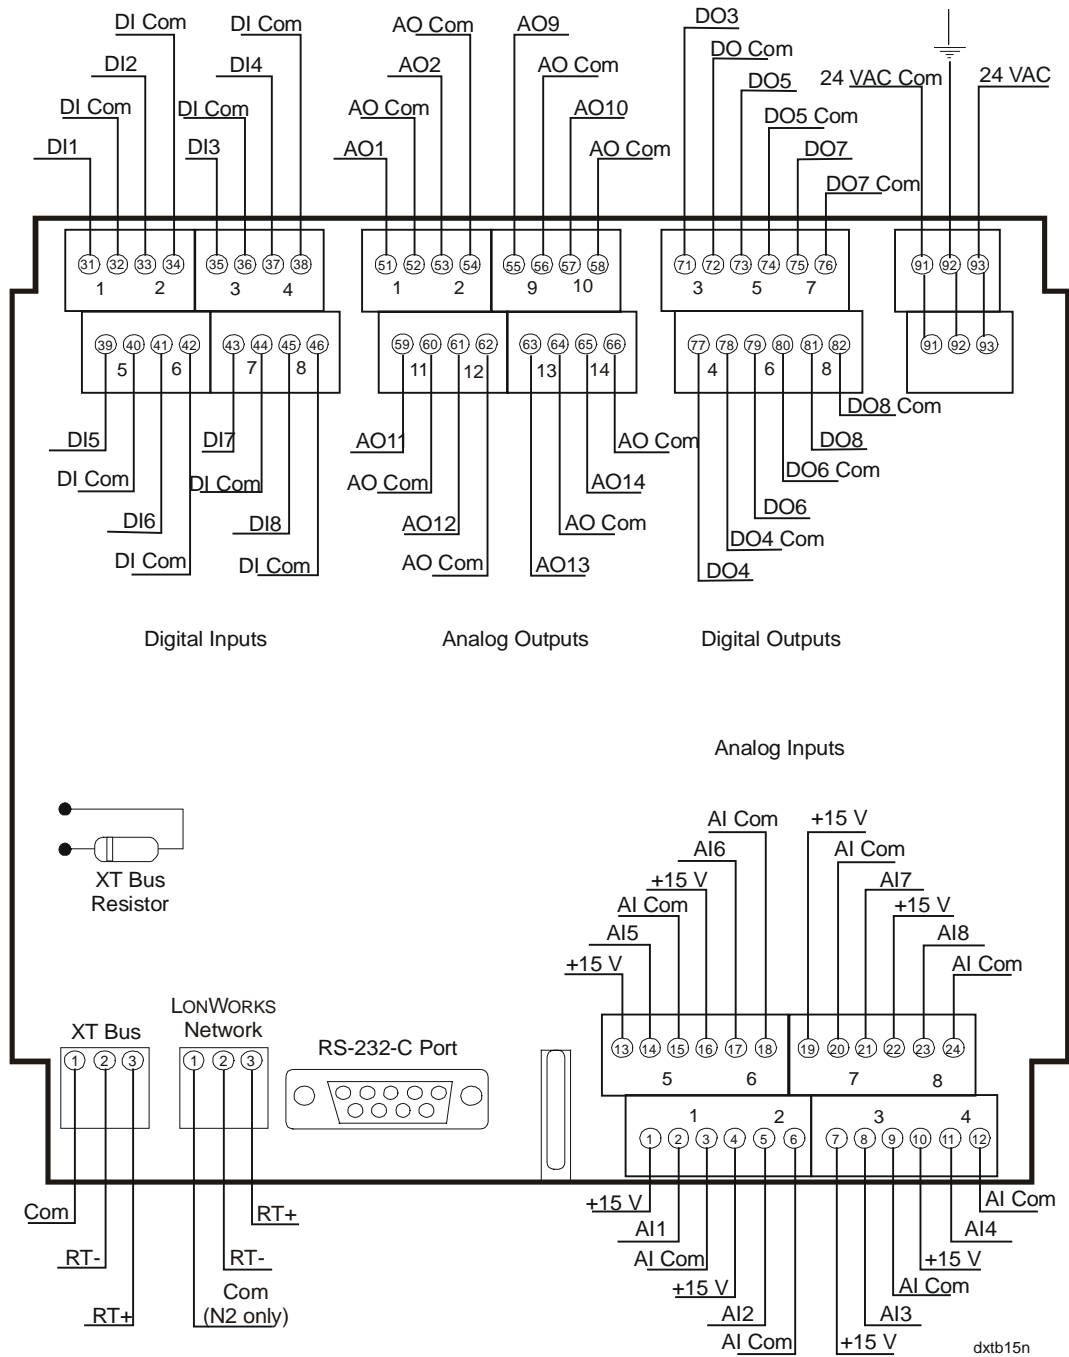 DI Com DI Com AO Com AO9 DO3
DI2 DI4 AO2 AO Com DO Com
24 VAC Com 24 VAC
DI Com DI Com AO Com AO10 DO5
DO5 Com
DI1 DI3 AO1 AO Com DO7
DO7 Com
31 32 33 34 35 36 37 38 51 52 53 54 55 56 57 58 71 72 73 74 75 76 91 92 93
1 2 3 4 1 2 9 10 3 5 7
39 40 41 42 43 44 45 46 59 60 61 62 63 64 65 66 77 78 79 80 81 82 91 92 93
5 6 7 8 11 12 13 14 4 6 8
DO8 Com
DI5 DI7 AO11 AO Com DO8
DI Com DI Com AO Com AO14 DO6 Com
DI6 DI8 AO12 AO Com DO6
DO4 Com
DI Com DI Com AO Com AO13 DO4
Digital Inputs Analog Outputs Digital Outputs
Analog Inputs
AI Com +15 V
AI6 AI Com
XT Bus
Resistor
+15 V AI7
AI Com +15 V
AI5 AI8
+15 V AI Com
LONWORKS
Network
XT Bus
RS-232-C Port
1 2 3 1 2 3
13 14 15 16 17 18 19 20 21 22 23 24
5 6 7 8
1 2 3 4
1 2 3 4 5 6 7 8 9 10 11 12
Com RT+ +15 V AI Com
AI1 AI4
RT- RT- AI Com +15 V
Com
(N2 only)
+15 V AI Com
RT+ AI2 AI3
AI Com +15 V
dxtb15n